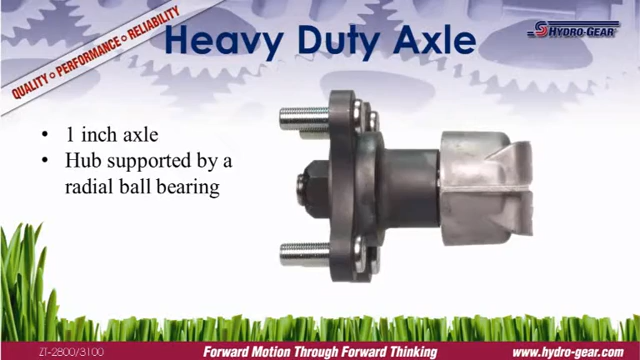 QUALITY • PERFORMANCE • RELIABILITY
Heavy Duty Axle
HYDRO-GEAR
• 1 inch axle
• Hub supported by a
radial ball bearing
ZT-2800/3100
Forward Motion Through Forward Thinking
www.hydro-gear.com